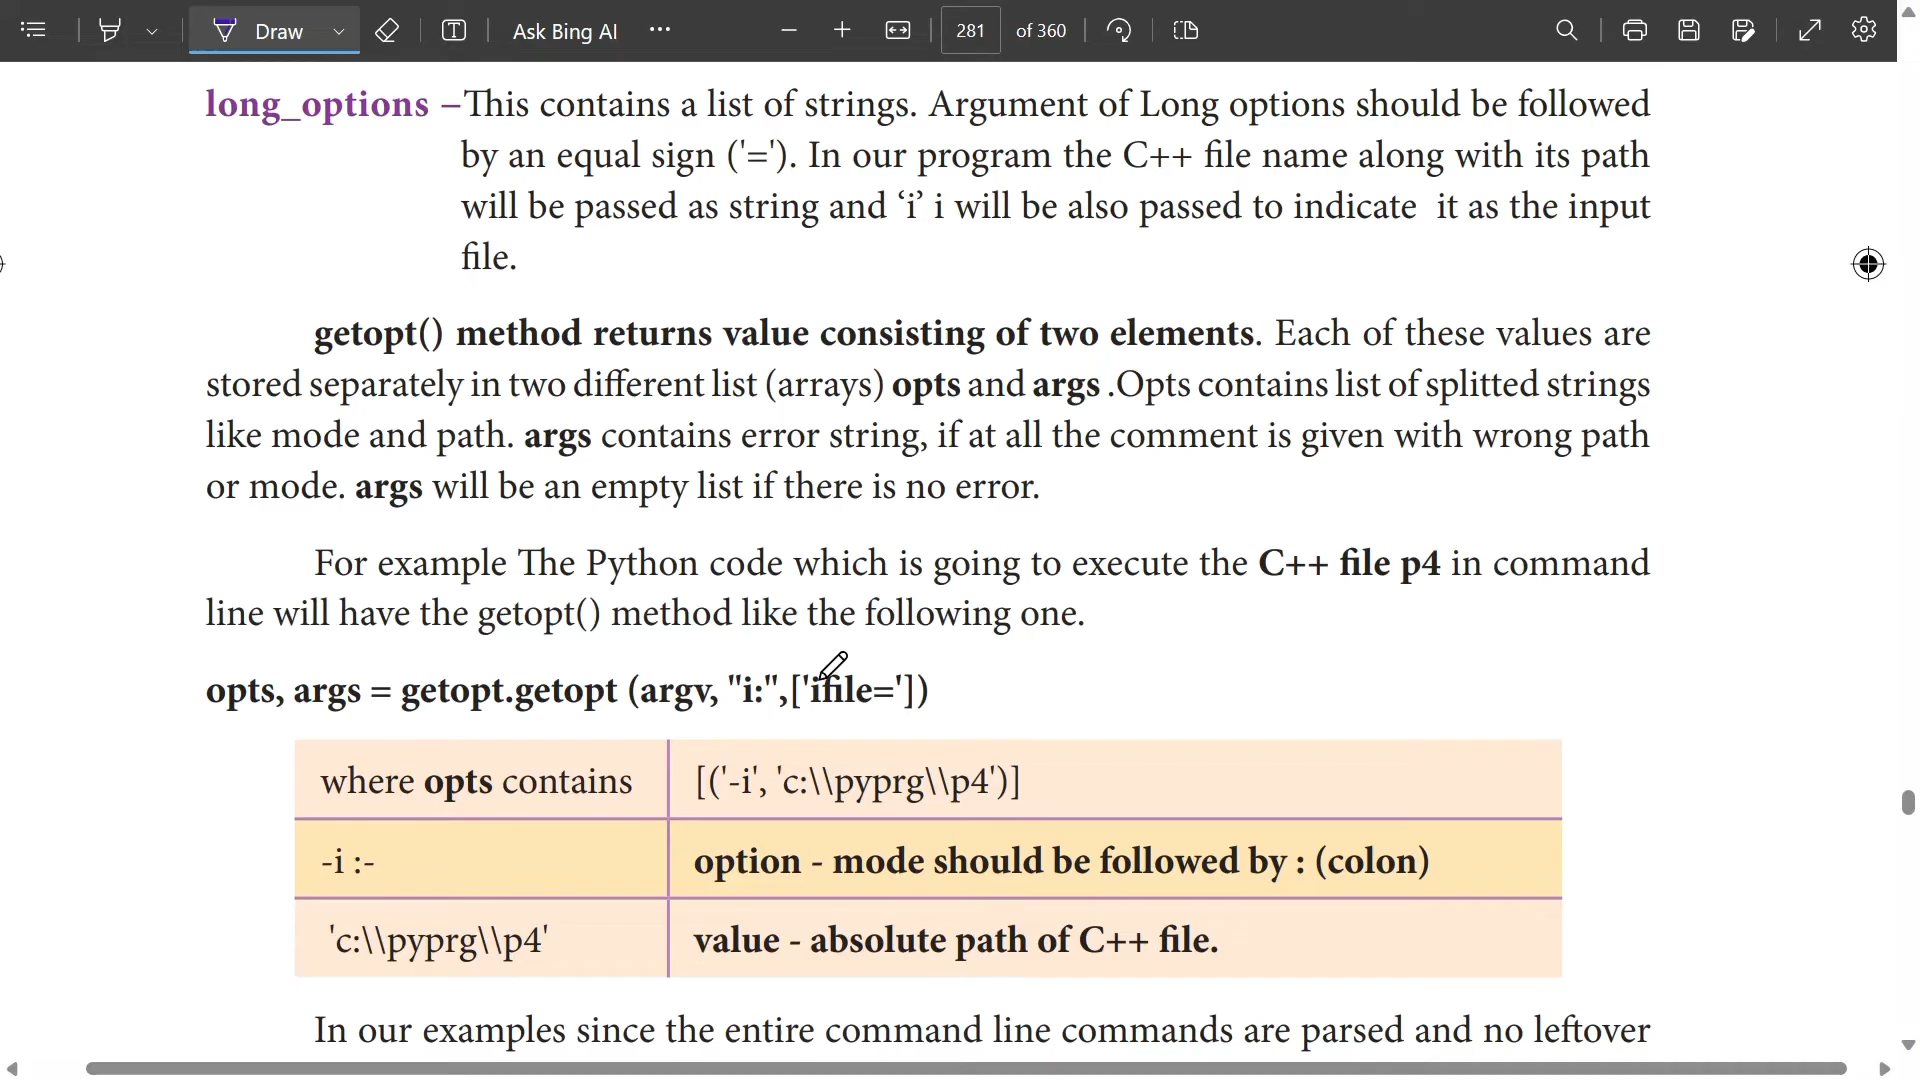 Draw
Ask Bing AI
281 of 360
long_options –This contains a list of strings. Argument of Long options should be followed
by an equal sign ('='). In our program the C++ file name along with its path
will be passed as string and ‘i’ i will be also passed to indicate it as the input
file.
getopt() method returns value consisting of two elements. Each of these values are
stored separately in two different list (arrays) opts and args .Opts contains list of splitted strings
like mode and path. args contains error string, if at all the comment is given with wrong path
or mode. args will be an empty list if there is no error.
For example The Python code which is going to execute the C++ file p4 in command
line will have the getopt() method like the following one.
opts, args = getopt.getopt (argv, "i:",['ifile='])
where opts contains [('-i', 'c:\\pyprg\\p4')]
-i :- option - mode should be followed by : (colon)
'c:\\pyprg\\p4' value - absolute path of C++ file.
In our examples since the entire command line commands are parsed and no leftover